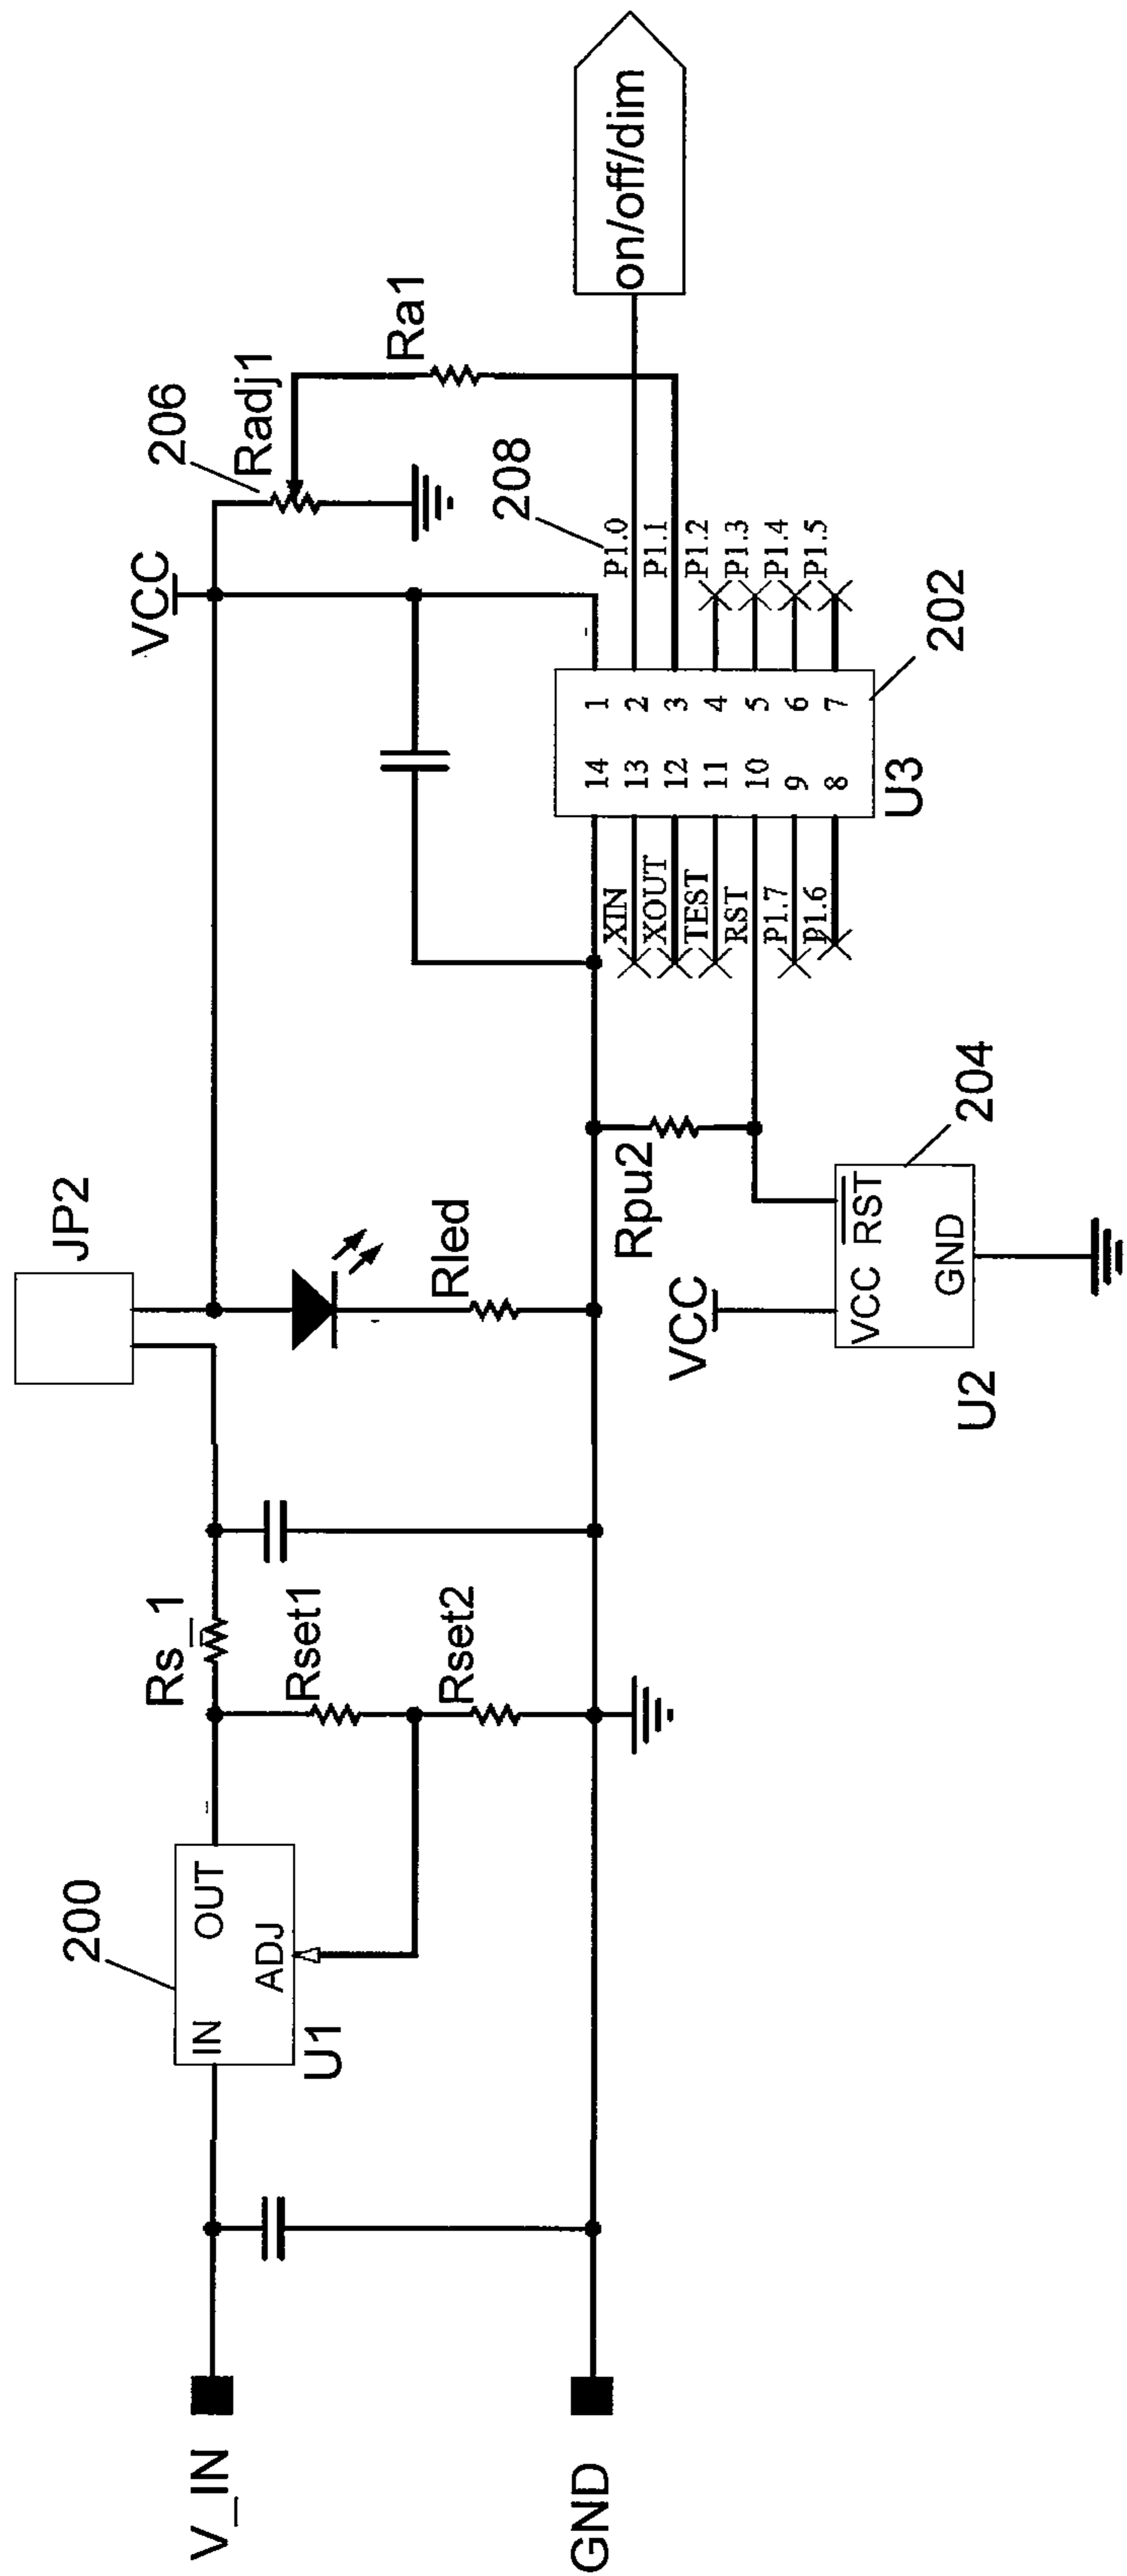 V_IN
GND
200
IN
OUT
ADJ
U1
Rs_1
Rset1
Rset2
JP2
Rled
VCC
U2
VCC
RST
GND
204
Rpu2
XIN
XOUT
TEST
RST
P1.7
P1.6
14
13
12
11
10
9
8
1
2
3
4
5
6
7
U3
202
P1.0
P1.1
P1.2
P1.3
P1.4
P1.5
208
VCC
206
Radj1
Ra1
on/off/dim